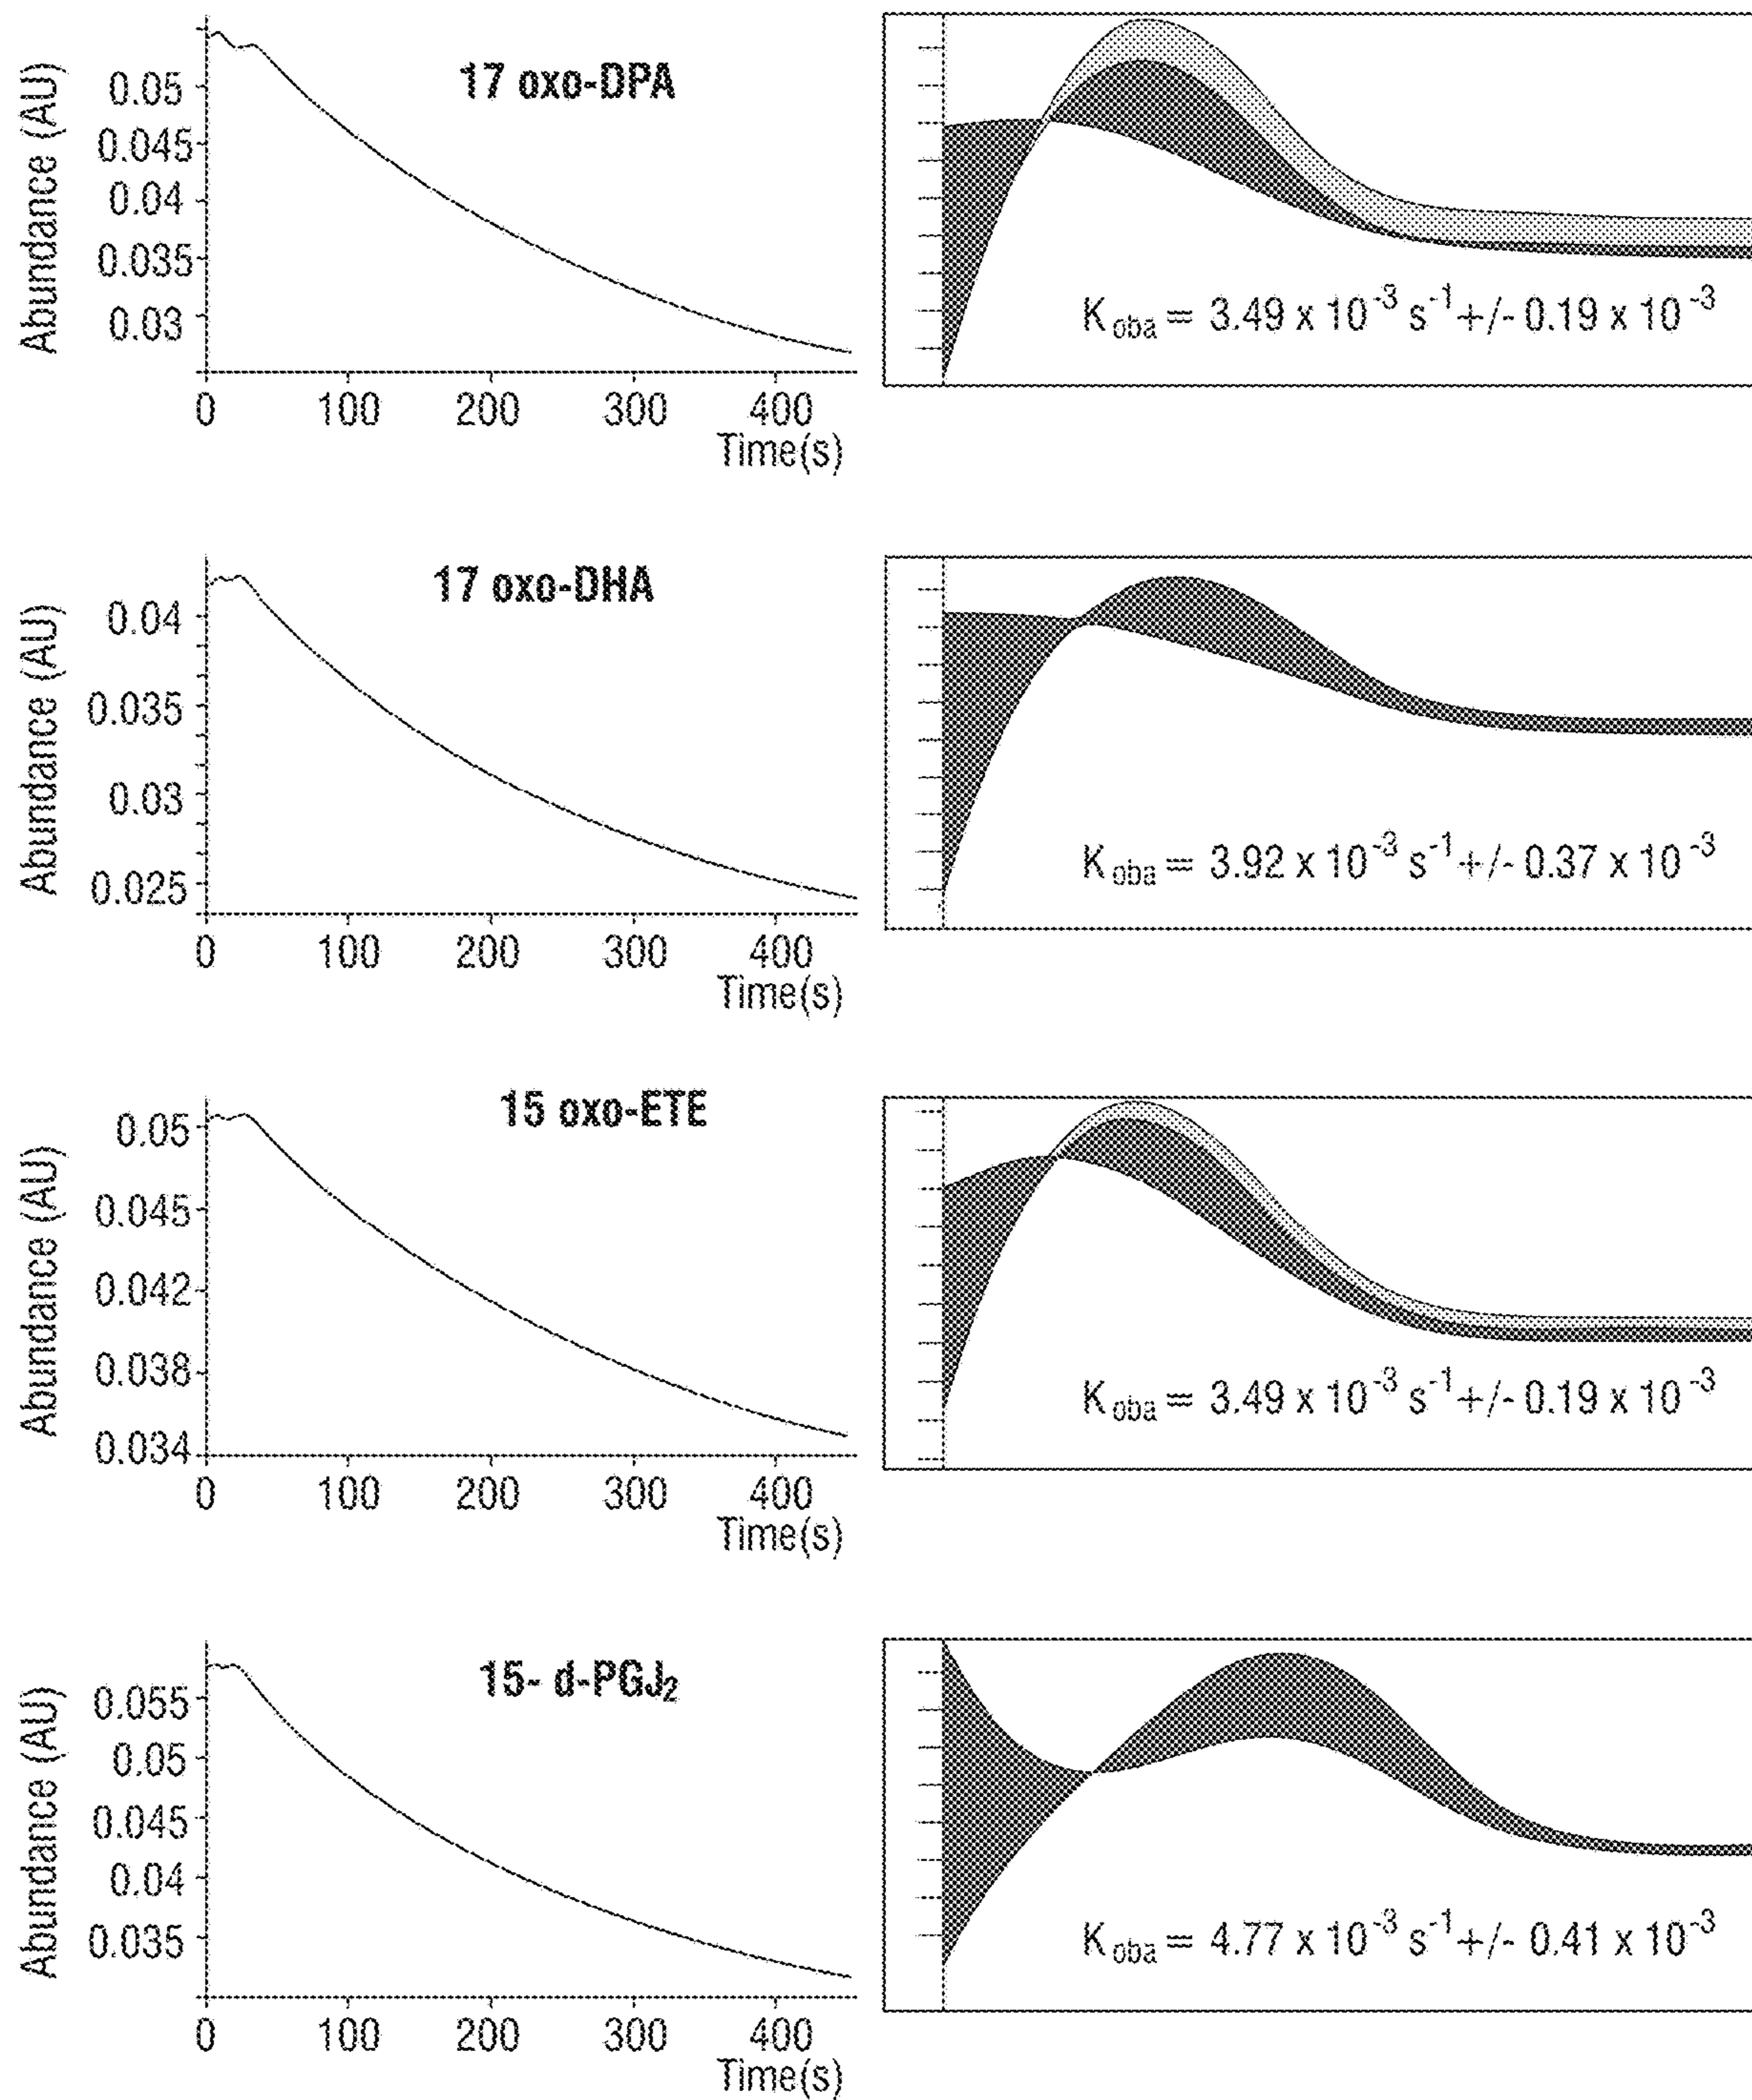 17 oxo-DPA
Abundance (AU)
0.05
0.045
0.04
0.035
0.03
0
100
200
300
400
Time(s)
K oba = 3.49 x 10-3 s-1 +/- 0.19 x 10-3
17 oxo-DHA
Abundance (AU)
0.04
0.035
0.03
0.025
0
100
200
300
400
Time(s)
K oba = 3.92 x 10-3 s-1 +/- 0.37 x 10-3
15 oxo-ETE
Abundance (AU)
0.05
0.045
0.042
0.038
0.034
0
100
200
300
400
Time(s)
K oba = 3.49 x 10-3 s-1 +/- 0.19 x 10-3
15- d-PGJ2
Abundance (AU)
0.055
0.05
0.045
0.04
0.035
0
100
200
300
400
Time(s)
K oba = 4.77 x 10-3 s-1 +/- 0.41 x 10-3